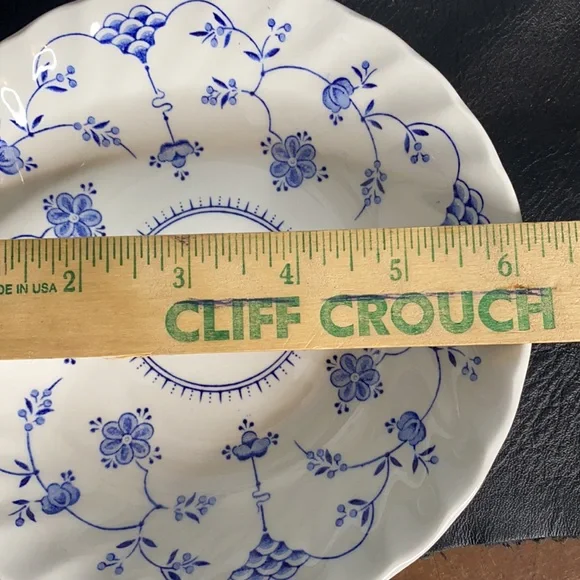 2 3 4 5 6
DE IN USA
CLIFF CROUCH